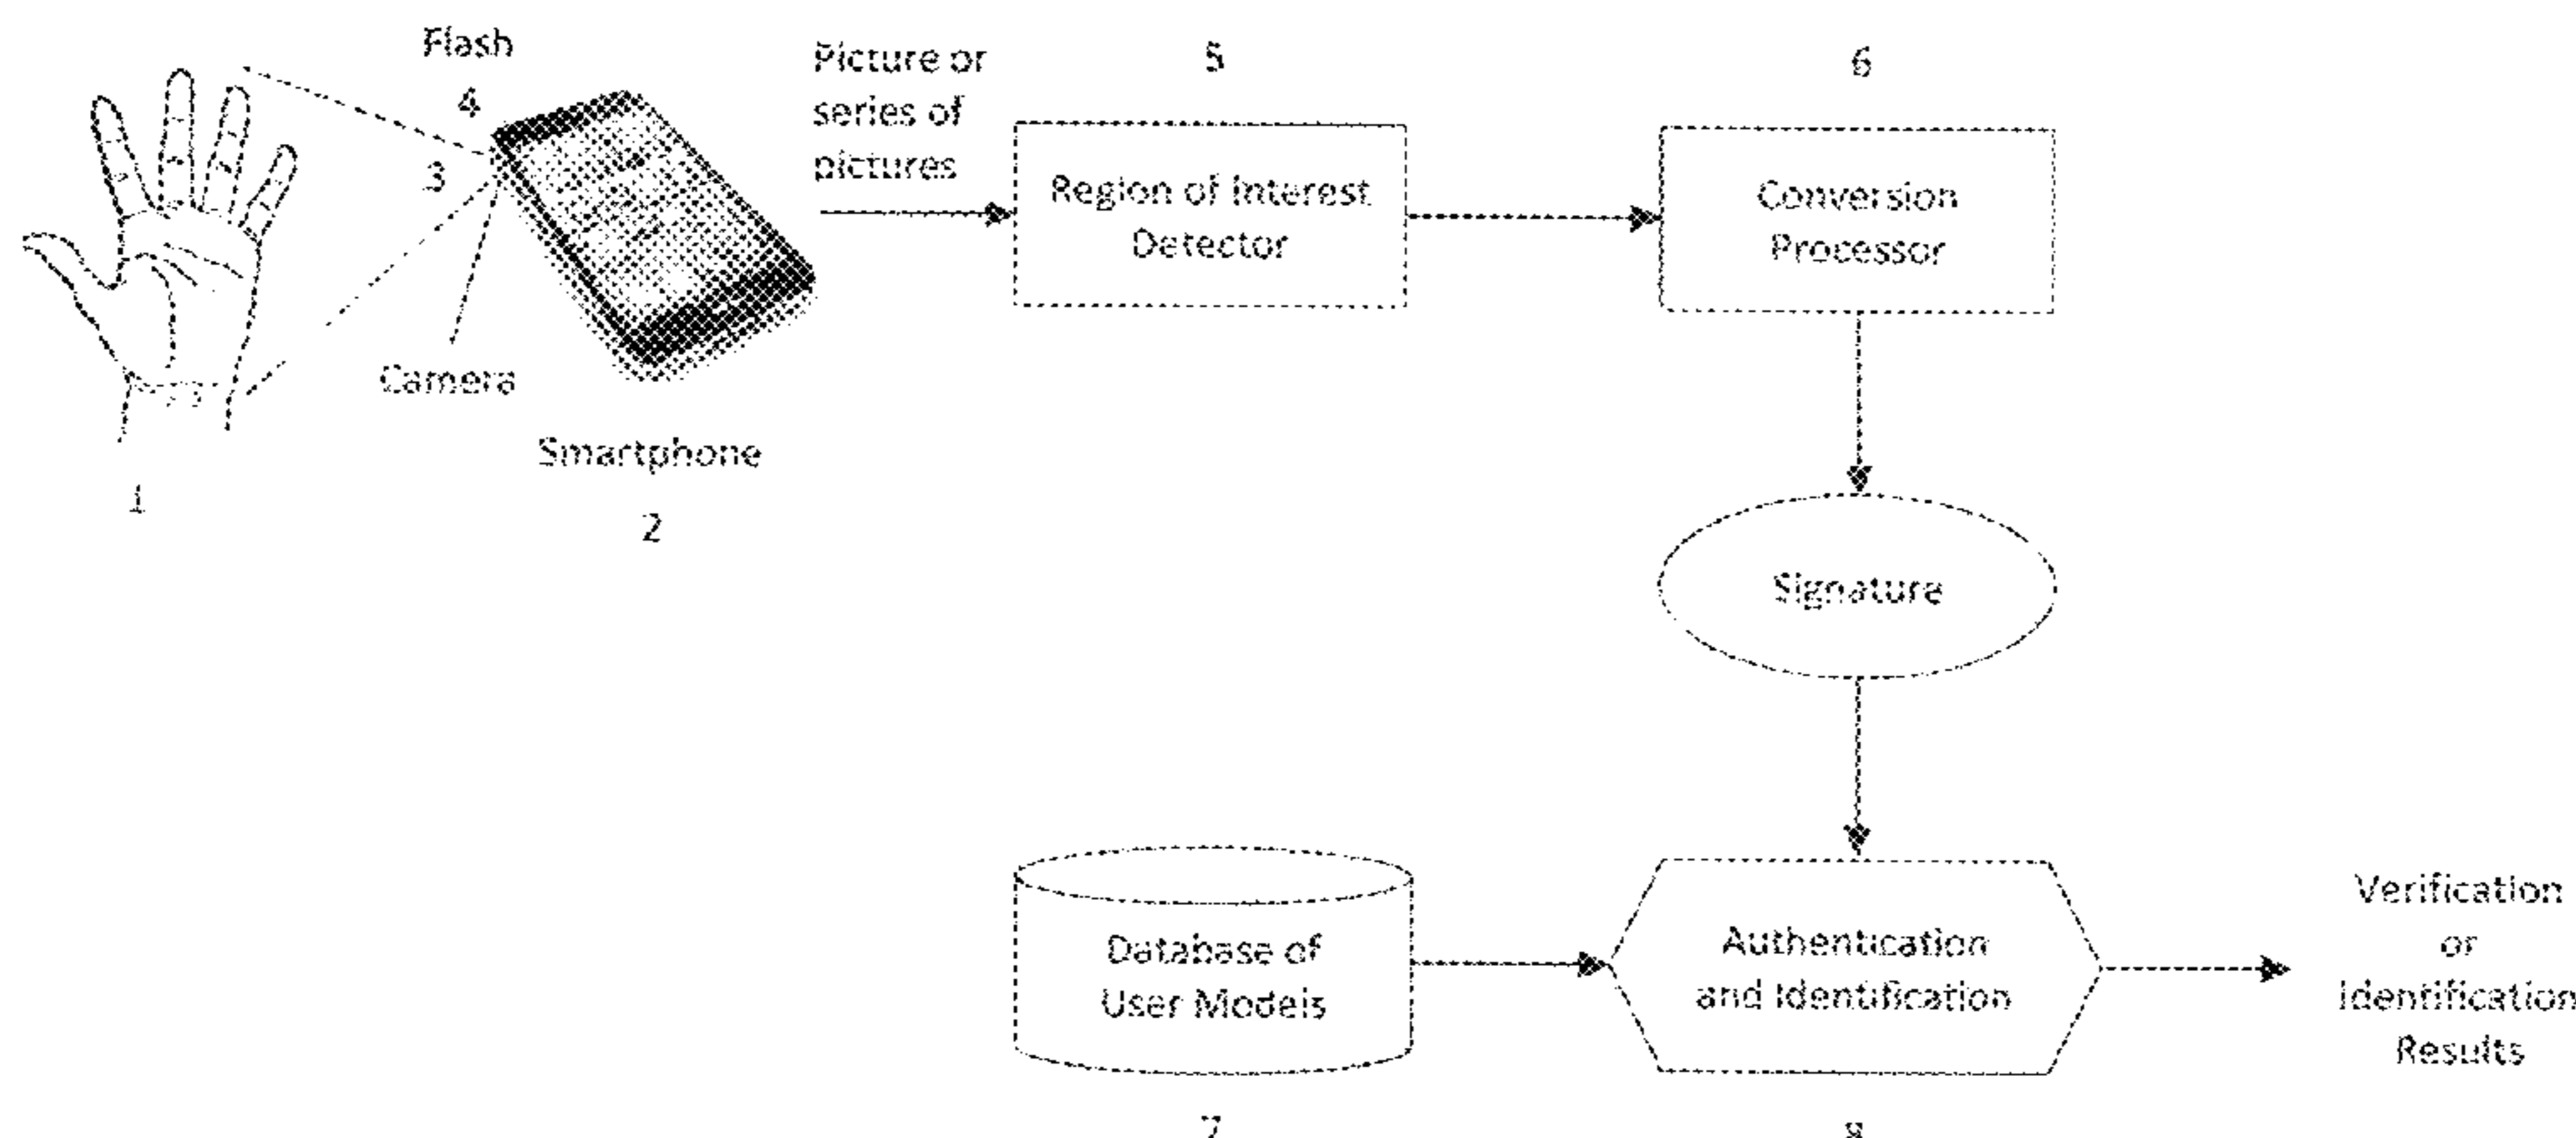 Flash
4
3
Camera
Smartphone
2
1
Picture or
series of
pictures
5
Region of Interest
Detector
6
Conversion
Processor
Signature
Database of
User Models
7
Authentication
and Identification
8
Verification
or
Identification
Results